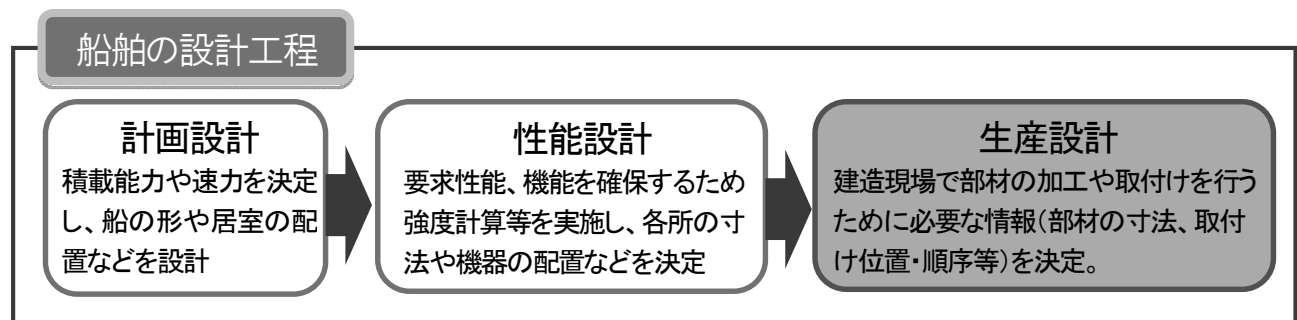 船舶の設計工程
計画設計
積載能力や速力を決定
し、船の形や居室の配
置などを設計
性能設計
要求性能、機能を確保するため
強度計算等を実施し、各所の寸
法や機器の配置などを決定
生産設計
建造現場で部材の加工や取付けを行う
ために必要な情報(部材の寸法、取付
け位置・順序等)を決定。